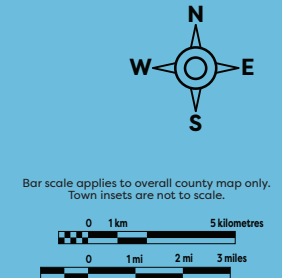 N
W E
S
Bar scale applies to overall county map only.
Town insets are not to scale.
0 1 km 5 kilometres
0 1 mi 2 mi 3 miles